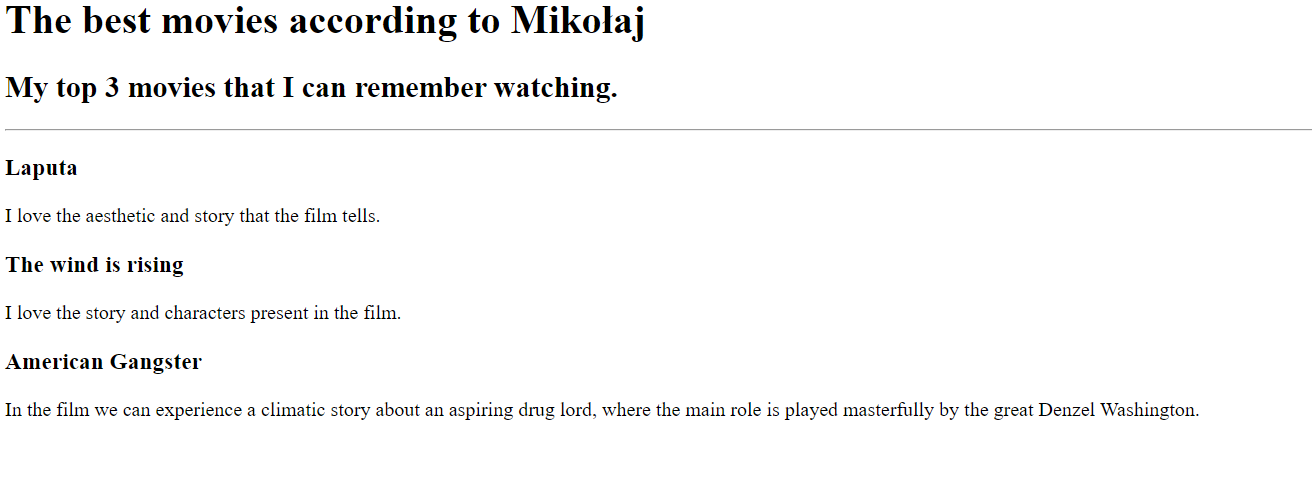 The best movies according to Mikołaj
My top 3 movies that I can remember watching.
Laputa
I love the aesthetic and story that the film tells.
The wind is rising
I love the story and characters present in the film.
American Gangster
In the film we can experience a climatic story about an aspiring drug lord, where the main role is played masterfully by the great Denzel Washington.